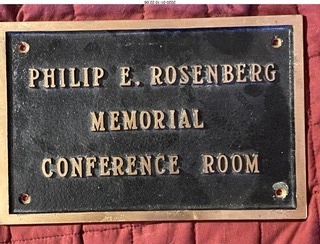 PHILIP E. ROSENBERG
MEMORIAL
CONFERENCE ROOM